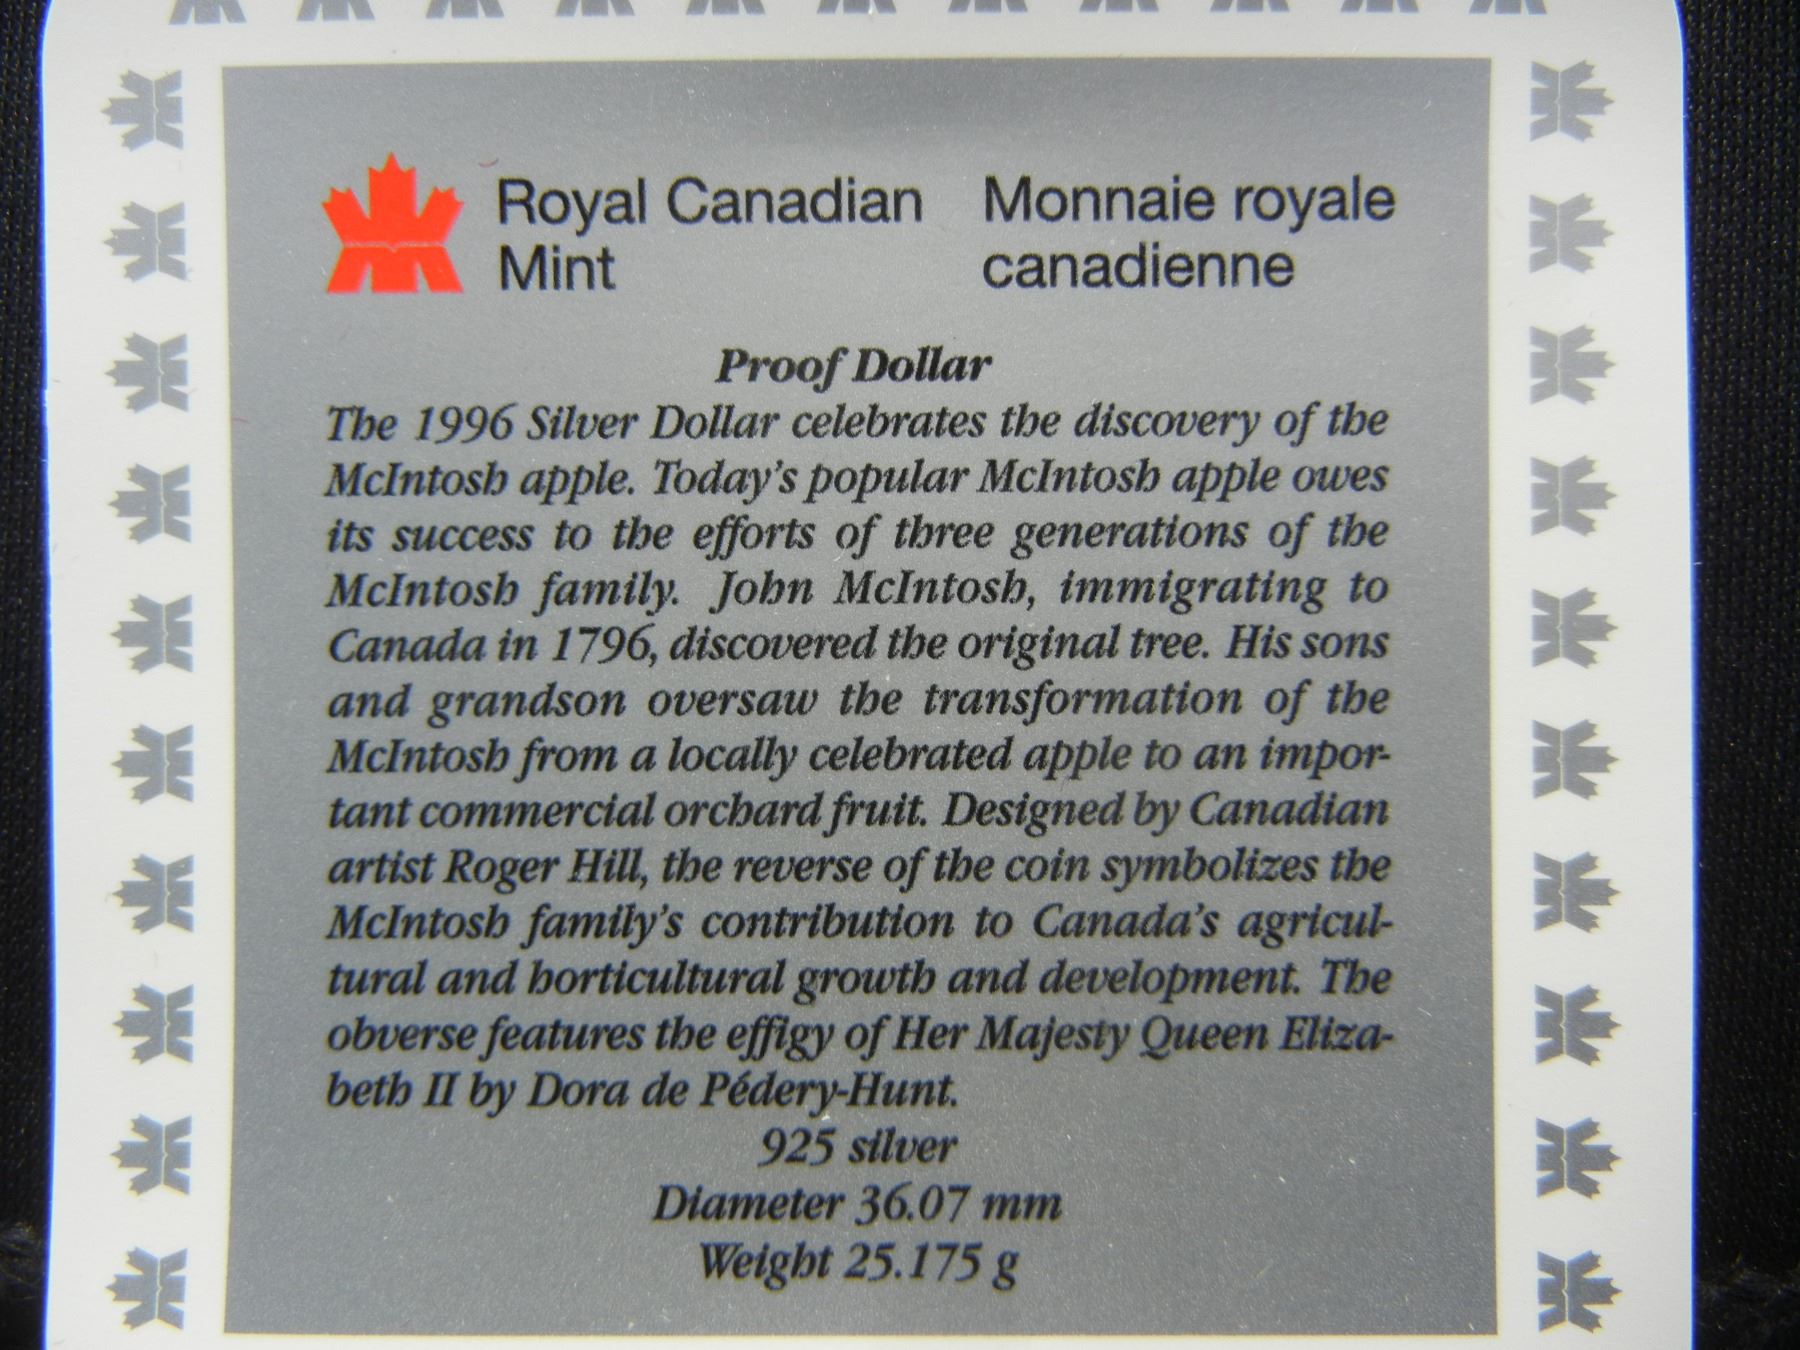 Royal Canadian Mint
Monnaie royale canadienne
Proof Dollar
The 1996 Silver Dollar celebrates the discovery of the
McIntosh apple. Today's popular McIntosh apple owes
its success to the efforts of three generations of the
McIntosh family. John McIntosh, immigrating to
Canada in 1796, discovered the original tree. His sons
and grandson oversaw the transformation of the
McIntosh from a locally celebrated apple to an impor-
tant commercial orchard fruit. Designed by Canadian
artist Roger Hill, the reverse of the coin symbolizes the
McIntosh family's contribution to Canada's agricul-
tural and horticultural growth and development. The
obverse features the effigy of Her Majesty Queen Eliza-
beth II by Dora de Pédery-Hunt.
925 silver
Diameter 36.07 mm
Weight 25.175 g